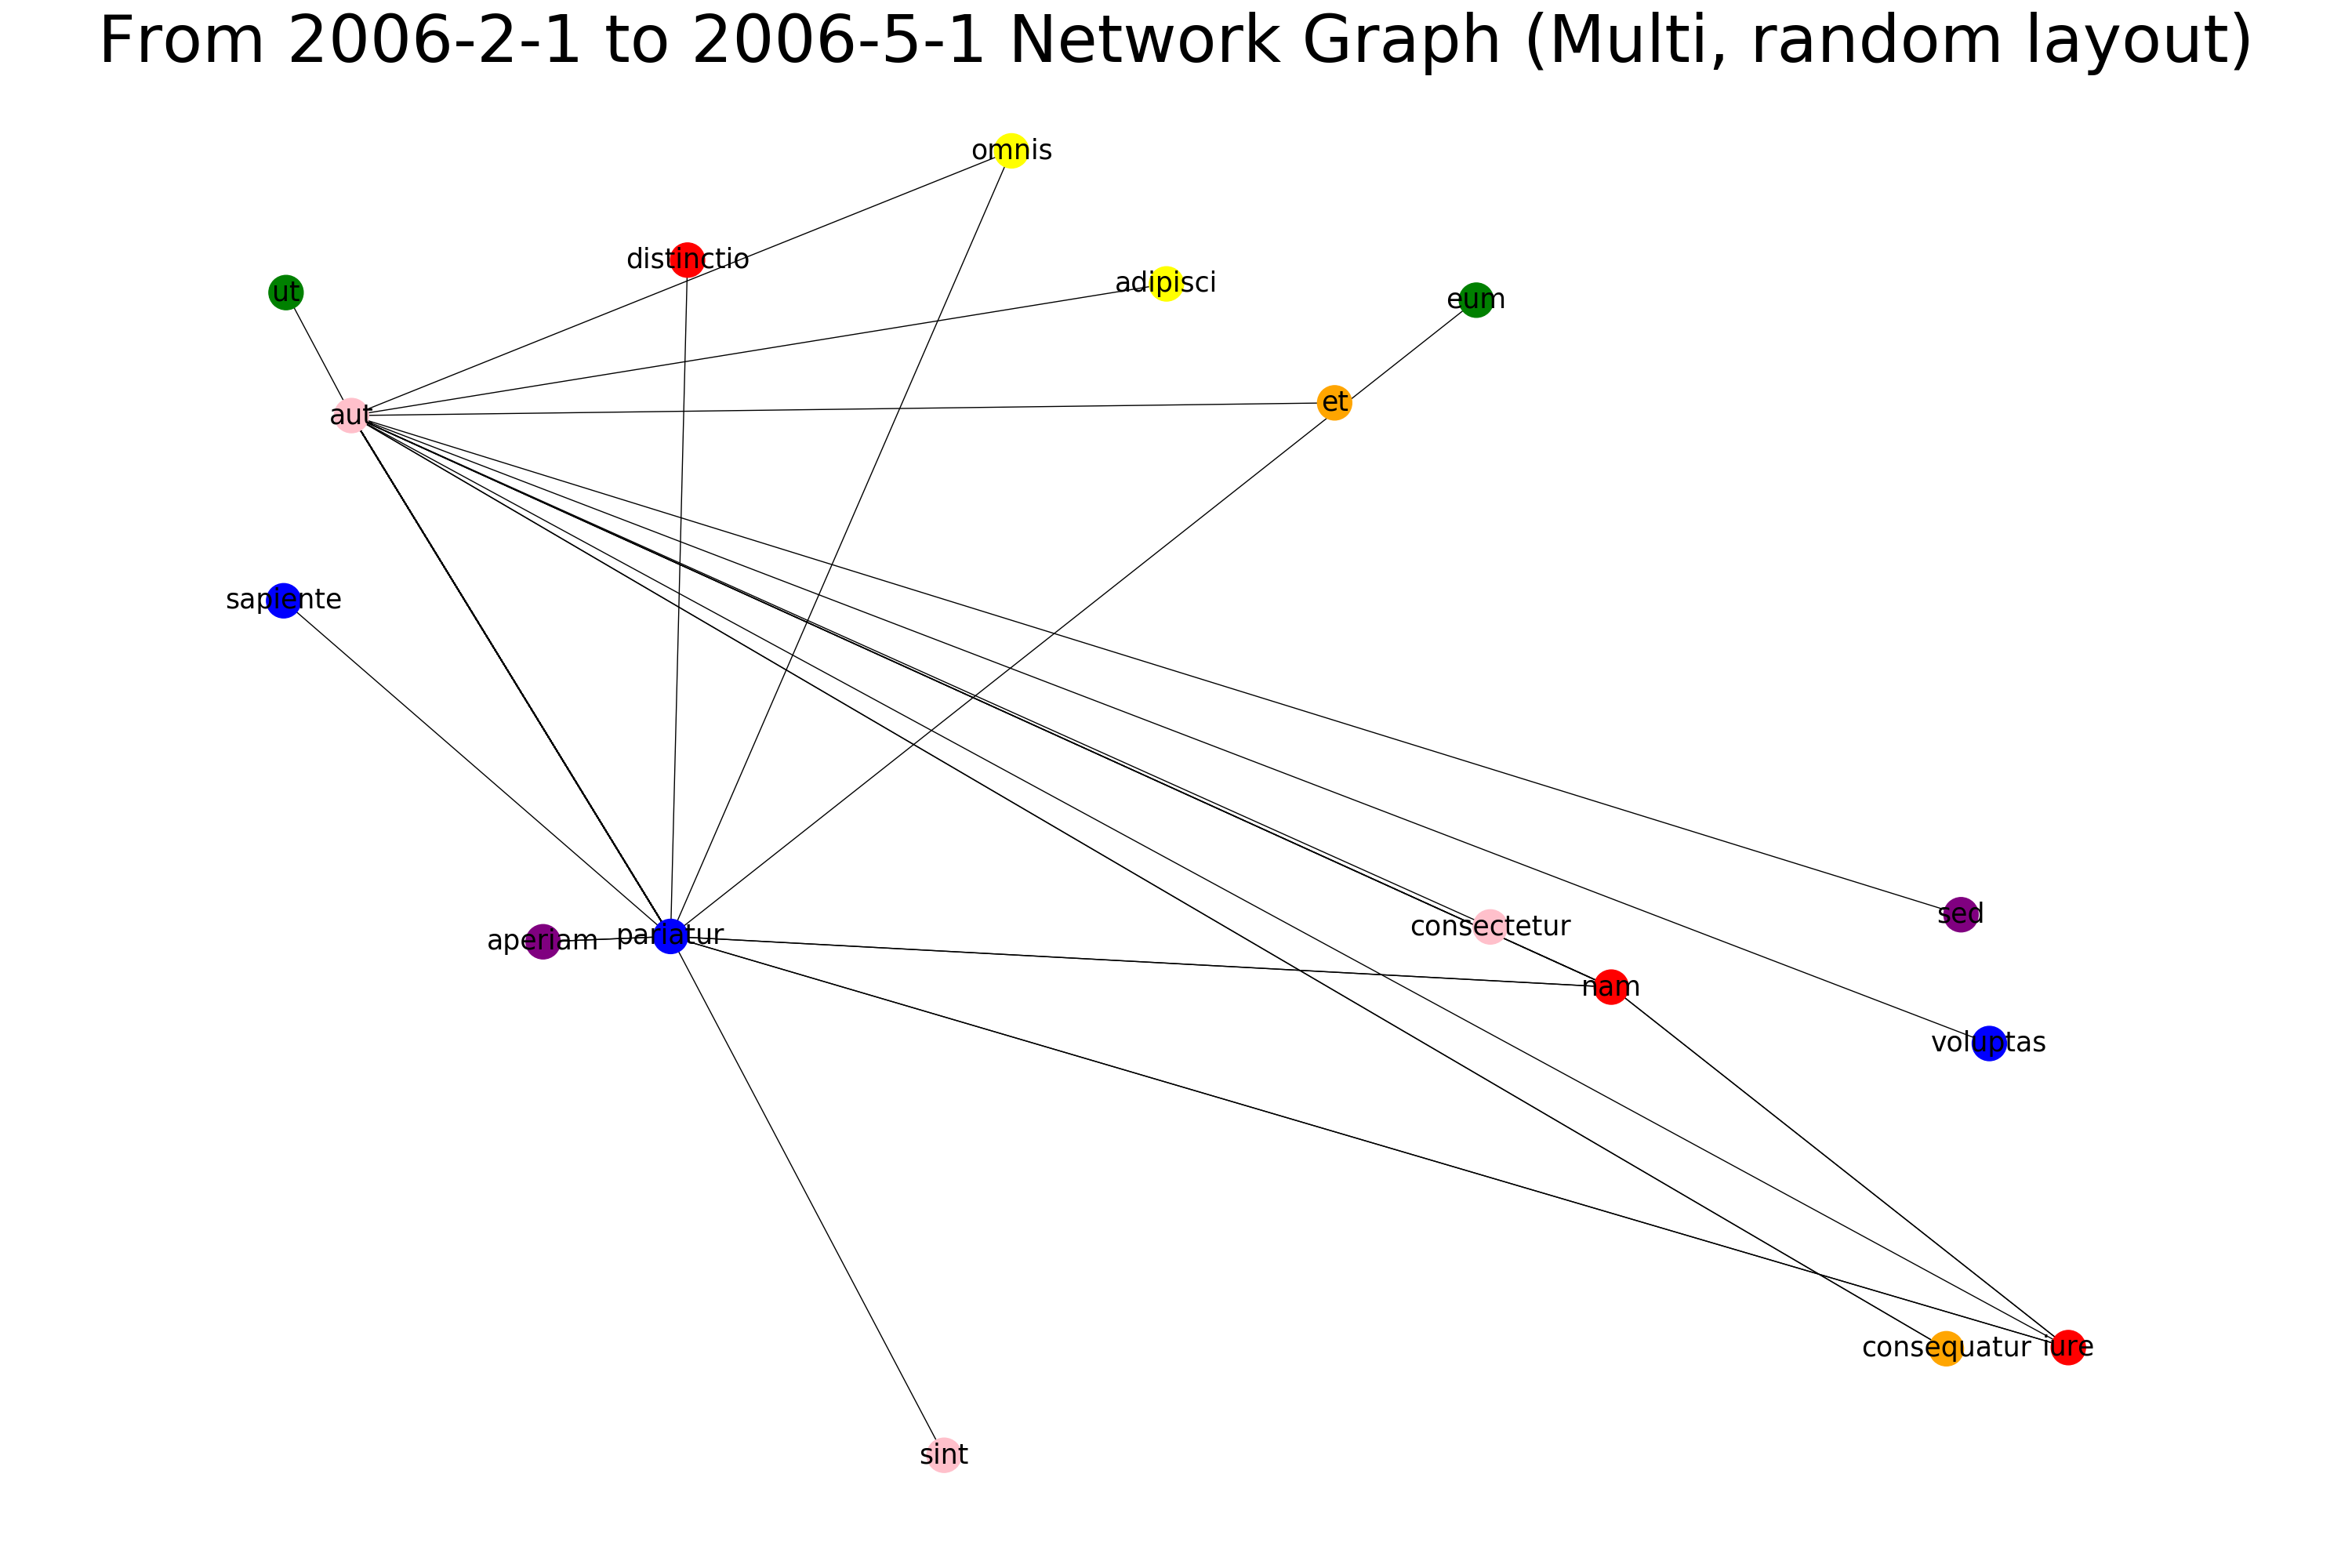 From 2006-2-1 to 2006-5-1 Network Graph (Multi, random layout)
omnis
distinctio
adipisci
ut
eum
et
aut
sapiente
sed
consectetur
pariatur
aperiam
nam
voluptas
consequatur
iure
sint